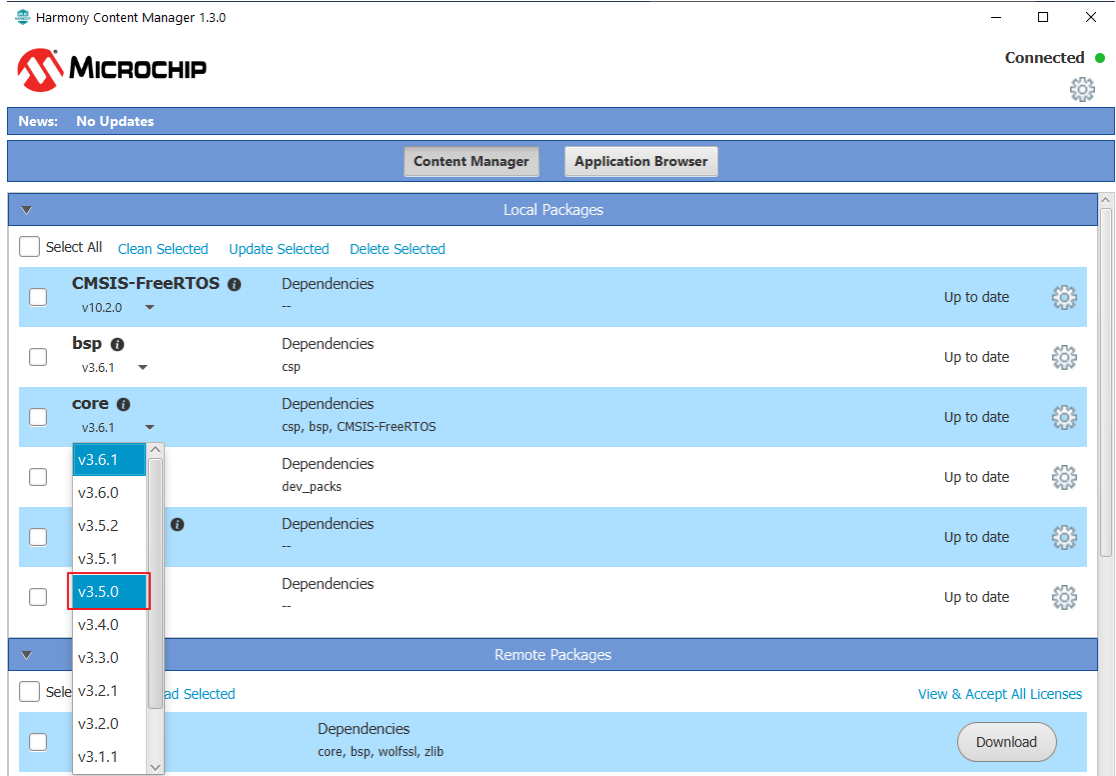 Harmony Content Manager 1.3.0
MICROCHIP
Connected
News: No Updates
Content Manager Application Browser
Local Packages
Select All Clean Selected Update Selected Delete Selected
CMSIS-FreeRTOS Dependencies
v10.2.0 --
Up to date
bsp Dependencies
v3.6.1 csp
Up to date
core Dependencies
v3.6.1 csp, bsp, CMSIS-FreeRTOS
Up to date
v3.6.1
v3.6.0
v3.5.2
v3.5.1
v3.5.0
v3.4.0
v3.3.0
v3.2.1
v3.2.0
v3.1.1
Dependencies
dev_packs
Up to date
Dependencies
--
Up to date
Dependencies
--
Up to date
Remote Packages
Sele ad Selected View & Accept All Licenses
Dependencies
core, bsp, wolfssl, zlib
Download